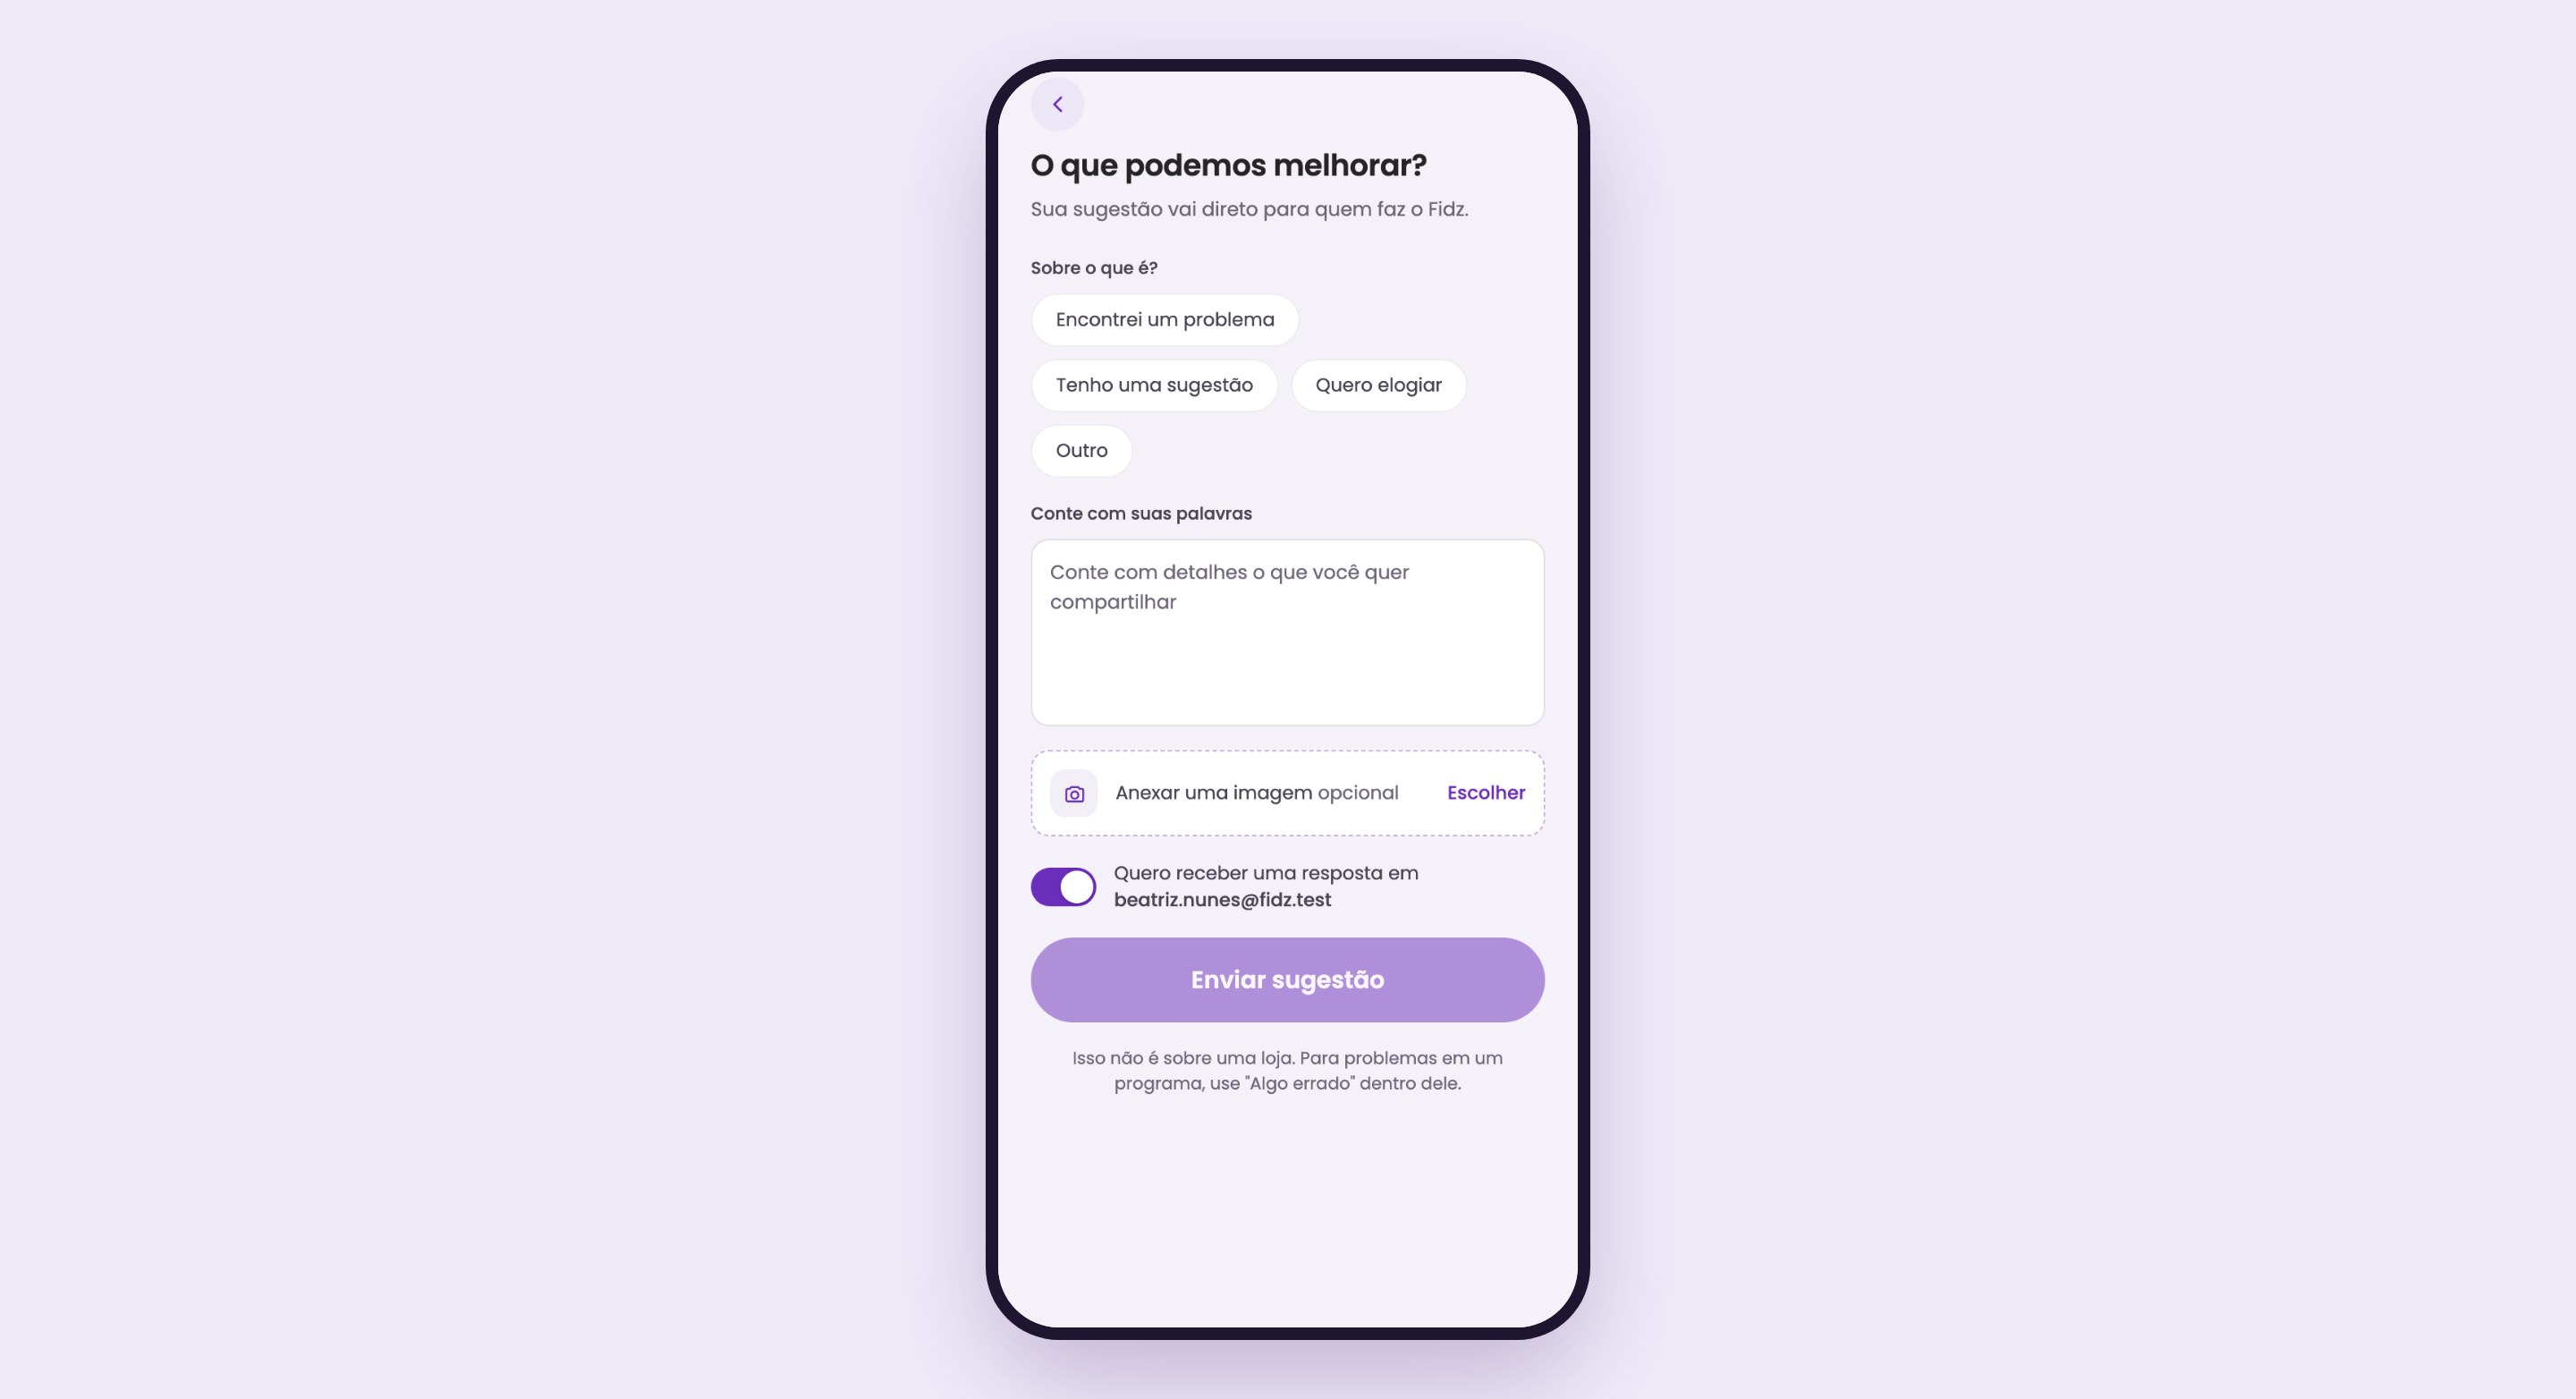 O que podemos melhorar?
Sua sugestão vai direto para quem faz o Fidz.
Sobre o que é?
Encontrei um problema
Tenho uma sugestão
Quero elogiar
Outro
Conte com suas palavras
Conte com detalhes o que você quer
compartilhar
Anexar uma imagem opcional
Escolher
Quero receber uma resposta em
beatriz.nunes@fidz.test
Enviar sugestão
Isso não é sobre uma loja. Para problemas em um
programa, use "Algo errado" dentro dele.